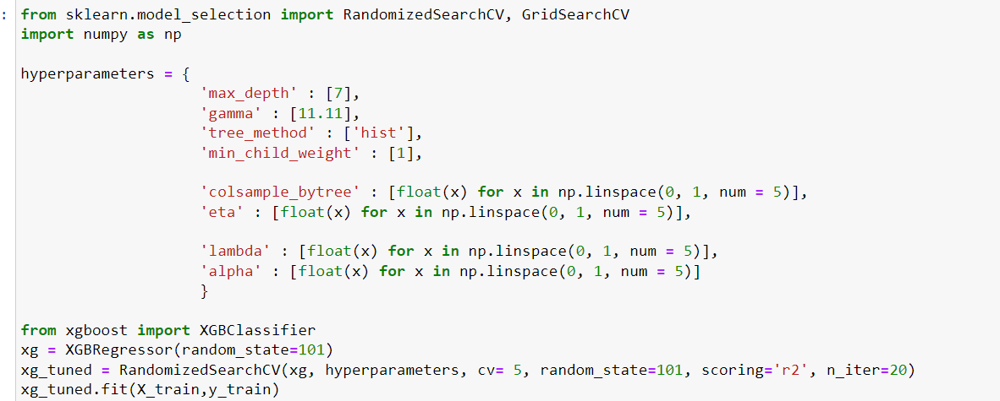 : from sklearn.model_selection import RandomizedSearchCV, GridSearchCV
import numpy as np
hyperparameters = {
'max_depth' : [7],
'gamma' : [11.11],
'tree_method' : ['hist'],
'min_child_weight' : [1],
'colsample_bytree' : [float(x) for x in np.linspace(0, 1, num = 5)],
'eta' : [float(x) for x in np.linspace(0, 1, num = 5)],
'lambda' : [float(x) for x in np.linspace(0, 1, num = 5)],
'alpha' : [float(x) for x in np.linspace(0, 1, num = 5)]
}
from xgboost import XGBClassifier
xg = XGBRegressor(random_state=101)
xg_tuned = RandomizedSearchCV(xg, hyperparameters, cv= 5, random_state=101, scoring='r2', n_iter=20)
xg_tuned.fit(X_train,y_train)